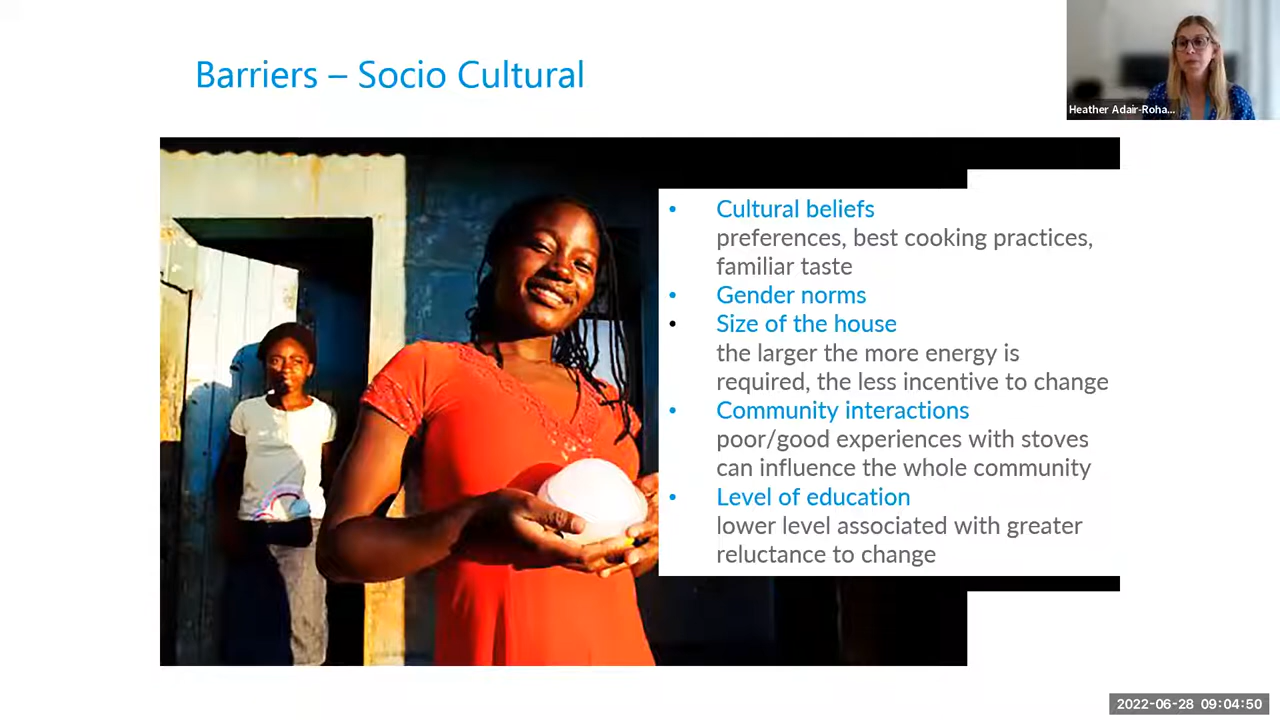 Barriers – Socio Cultural
Heather Adair-Roha...
• Cultural beliefs
preferences, best cooking practices,
familiar taste
• Gender norms
• Size of the house
the larger the more energy is
required, the less incentive to change
• Community interactions
poor/good experiences with stoves
can influence the whole community
• Level of education
lower level associated with greater
reluctance to change
2022-06-28 09:04:50